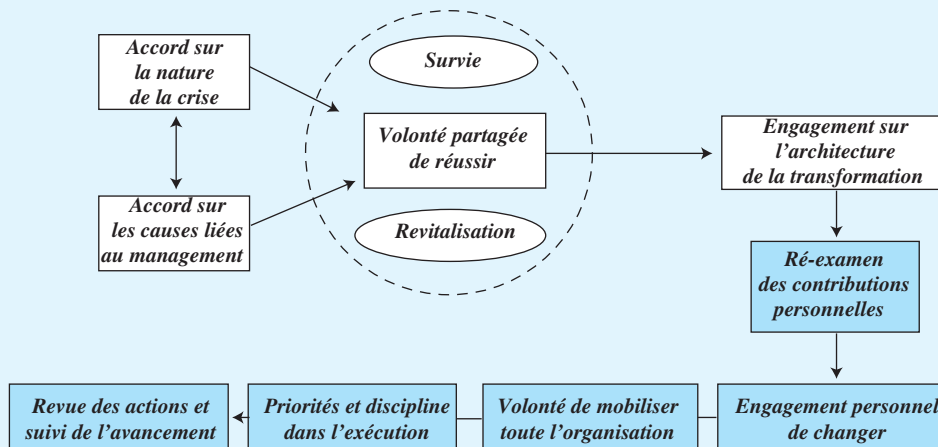 Accord sur
la nature
de la crise
Survie
Volonté partagée
de réussir
Engagement sur
l'architecture
de la transformation
Accord sur
les causes liées
au management
Revitalisation
Ré-examen
des contributions
personnelles
Revue des actions et
suivi de l'avancement
Priorités et discipline
dans l'exécution
Volonté de mobiliser
toute l'organisation
Engagement personnel
de changer